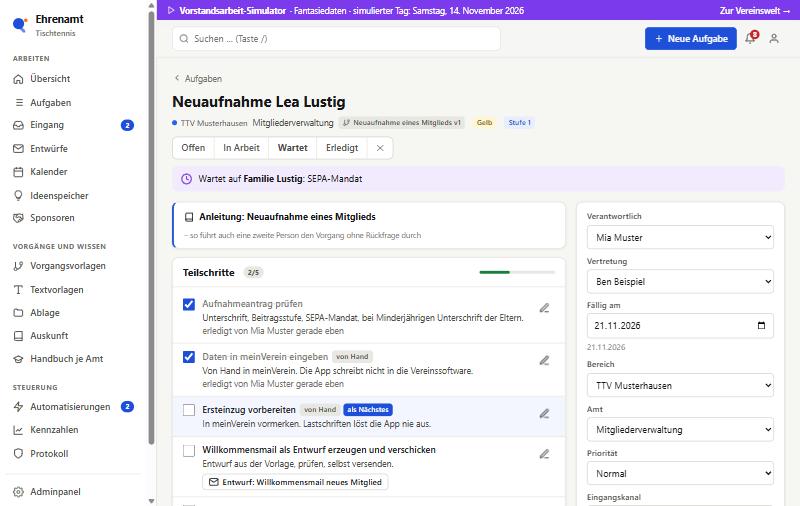 Vorstandsarbeit-Simulator · Fantasiedaten · simulierter Tag: Samstag, 14. November 2026
Zur Vereinswelt →
Ehrenamt
Tischtennis
Suchen … (Taste /)
+ Neue Aufgabe
8
ARBEITEN
Übersicht
Aufgaben
Eingang 2
Entwürfe
Kalender
Ideenspeicher
Sponsoren
VORGÄNGE UND WISSEN
Vorgangsvorlagen
Textvorlagen
Ablage
Auskunft
Handbuch je Amt
STEUERUNG
Automatisierungen 2
Kennzahlen
Protokoll
Adminpanel
Aufgaben
Neuaufnahme Lea Lustig
TTV Musterhausen Mitgliederverwaltung Neuaufnahme eines Mitglieds v1 Gelb Stufe 1
Offen In Arbeit Wartet Erledigt ×
Wartet auf Familie Lustig: SEPA-Mandat
Anleitung: Neuaufnahme eines Mitglieds
– so führt auch eine zweite Person den Vorgang ohne Rückfrage durch
Teilschritte 2/5
Aufnahmeantrag prüfen
Unterschrift, Beitragsstufe, SEPA-Mandat, bei Minderjährigen Unterschrift der Eltern.
erledigt von Mia Muster gerade eben
Daten in meinVerein eingeben von Hand
Von Hand in meinVerein. Die App schreibt nicht in die Vereinssoftware.
erledigt von Mia Muster gerade eben
Ersteinzug vorbereiten von Hand als Nächstes
In meinVerein vormerken. Lastschriften löst die App nie aus.
Willkommensmail als Entwurf erzeugen und verschicken
Entwurf aus der Vorlage, prüfen, selbst versenden.
Entwurf: Willkommensmail neues Mitglied
Verantwortlich
Mia Muster
Vertretung
Ben Beispiel
Fällig am
21.11.2026
21.11.2026
Bereich
TTV Musterhausen
Amt
Mitgliederverwaltung
Priorität
Normal
Eingangskanal